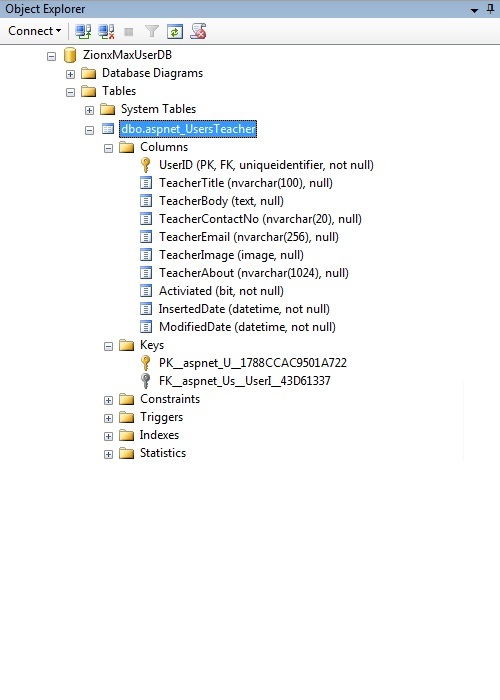 Object Explorer
Connect
ZionxMaxUserDB
Database Diagrams
Tables
System Tables
dbo.aspnet_UsersTeacher
Columns
UserID (PK, FK, uniqueidentifier, not null)
TeacherTitle (nvarchar(100), null)
TeacherBody (text, null)
TeacherContactNo (nvarchar(20), null)
TeacherEmail (nvarchar(256), null)
TeacherImage (image, null)
TeacherAbout (nvarchar(1024), null)
Activiated (bit, not null)
InsertedDate (datetime, not null)
ModifiedDate (datetime, not null)
Keys
PK__aspnet_U__1788CCAC9501A722
FK__aspnet_Us__UserI__43D61337
Constraints
Triggers
Indexes
Statistics